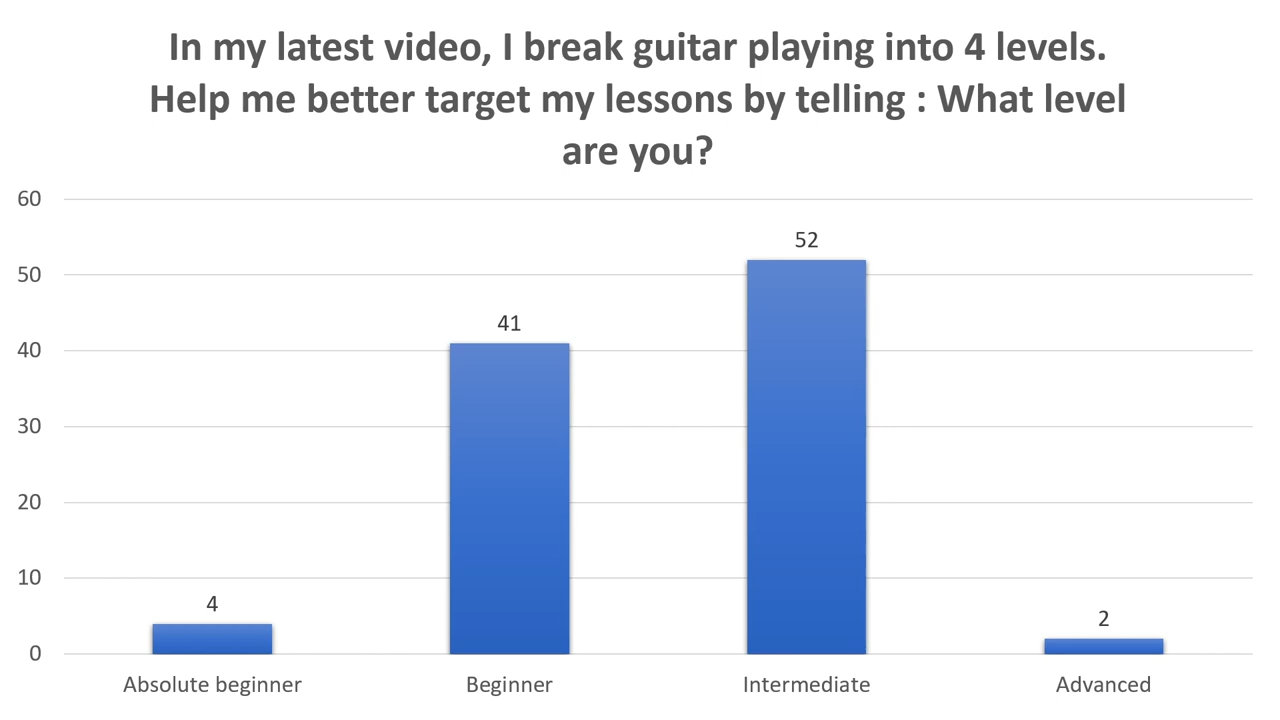 In my latest video, I break guitar playing into 4 levels.
Help me better target my lessons by telling : What level
are you?
60
50
40
30
20
10
0
4
41
52
2
Absolute beginner
Beginner
Intermediate
Advanced